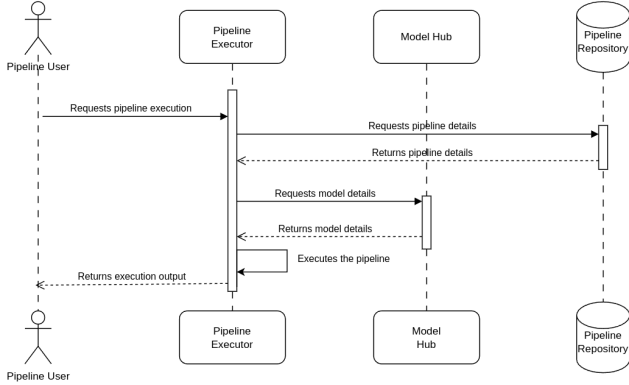 Pipeline
Executor
Model Hub
Pipeline
Repository
Pipeline User
Requests pipeline execution
Requests pipeline details
Returns pipeline details
Requests model details
Returns model details
Executes the pipeline
Returns execution output
Pipeline
Executor
Model
Hub
Pipeline
Repository
Pipeline User